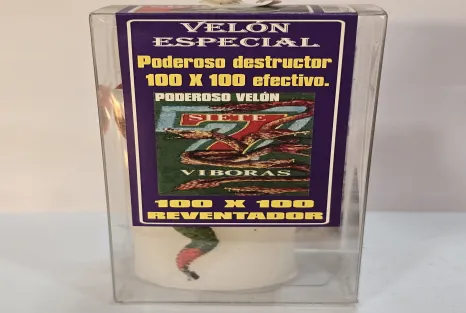 VELÓN
ESPECIAL
Poderoso destructor
100 X 100 efectivo.
PODEROSO VELÓN
SIETE
7
VIBORAS
100 X 100
REVENTADOR